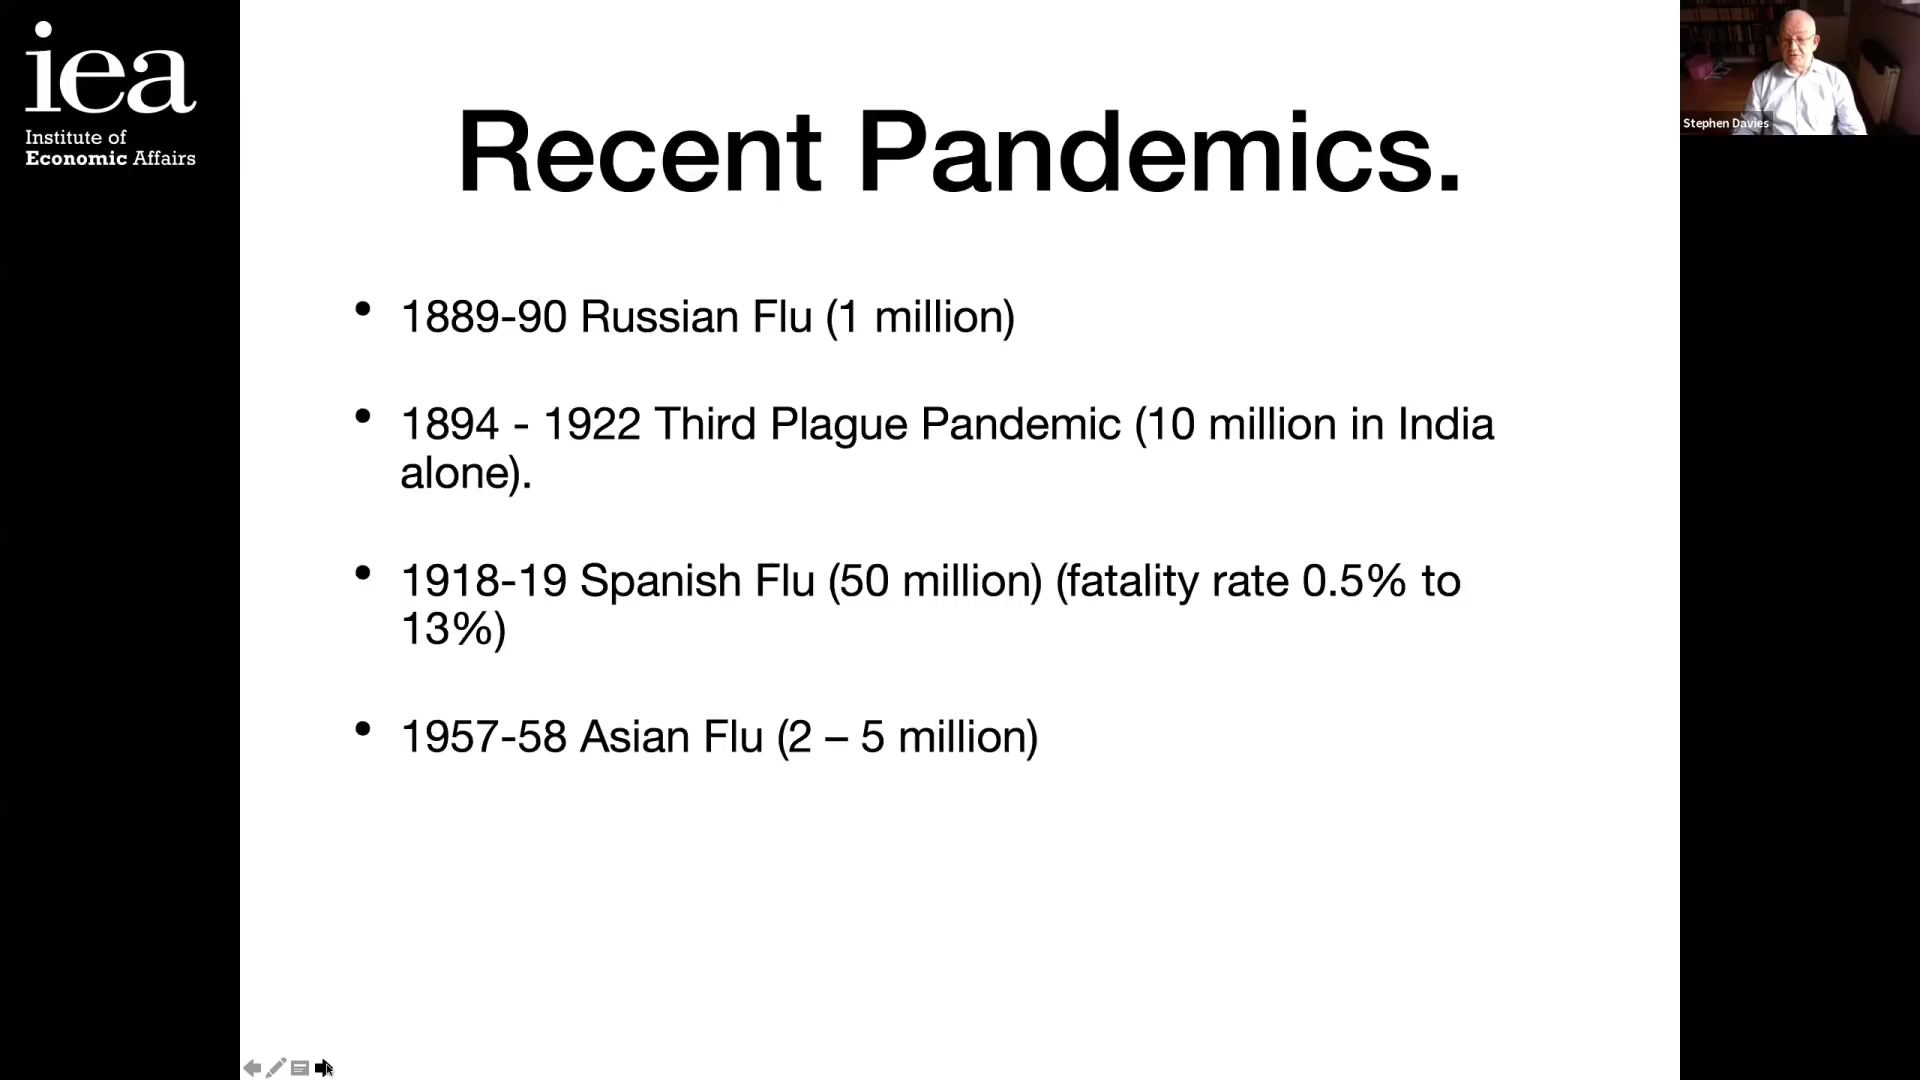 iea
Institute of
Economic Affairs
Recent Pandemics.
• 1889-90 Russian Flu (1 million)
• 1894 - 1922 Third Plague Pandemic (10 million in India
alone).
• 1918-19 Spanish Flu (50 million) (fatality rate 0.5% to
13%)
• 1957-58 Asian Flu (2 – 5 million)
Stephen Davies